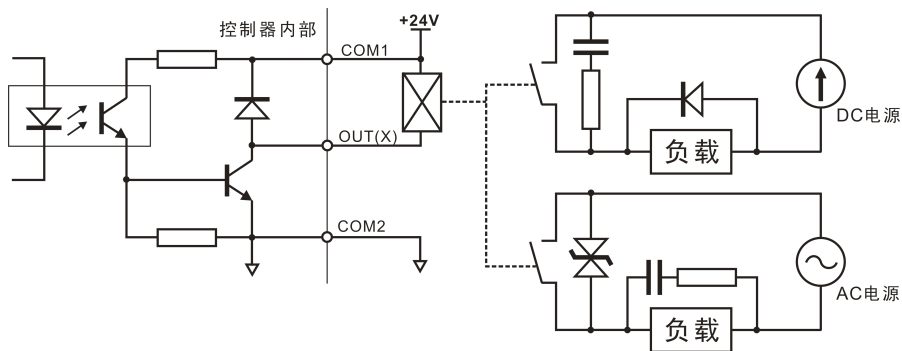 控制器内部
+24V
COM1
OUT(X)
COM2
DC电源
负载
AC电源
负载